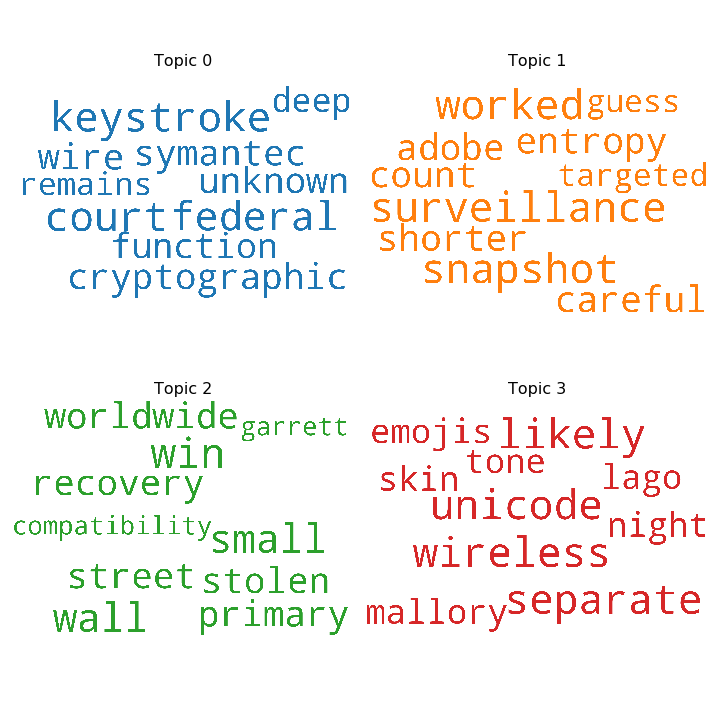 Topic 0
deep
keystroke
wire symantec
remains unknown
court federal
function
cryptographic
Topic 1
worked guess
adobe entropy
count targeted
surveillance
shorter
snapshot
careful
Topic 2
worldwide garrett
win
recovery
compatibility
small
street stolen
wall primary
Topic 3
emojis likely
skin tone lago
unicode night
wireless
mallory separate